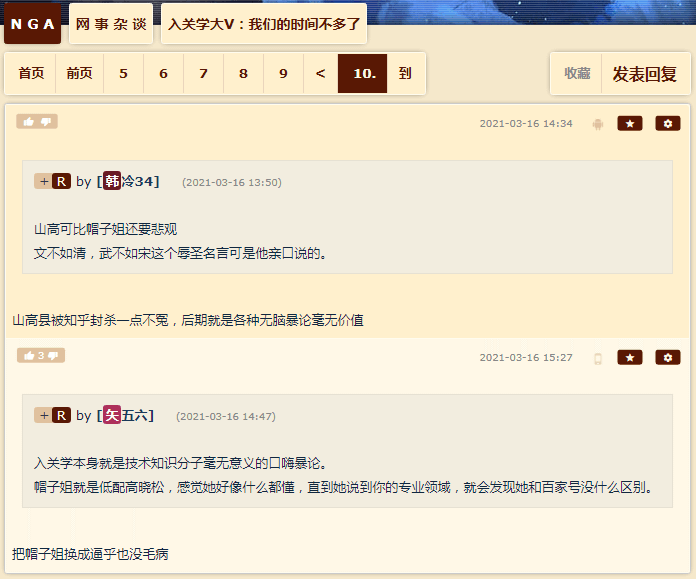 NGA 网事杂谈 入关学大V：我们的时间不多了
首页 前页 5 6 7 8 9 < 10. 到 收藏 发表回复
2021-03-16 14:34
+ R by [韩冷34] (2021-03-16 13:50)
山高可比帽子姐还要悲观
文不如清，武不如宋这个辱圣名言可是他亲口说的。
山高县被知乎封杀一点不冤，后期就是各种无脑暴论毫无价值
3 2021-03-16 15:27
+ R by [矢五六] (2021-03-16 14:47)
入关学本身就是技术知识分子毫无意义的口嗨暴论。
帽子姐就是低配高晓松，感觉她好像什么都懂，直到她说到你的专业领域，就会发现她和百家号没什么区别。
把帽子姐换成逼乎也没毛病